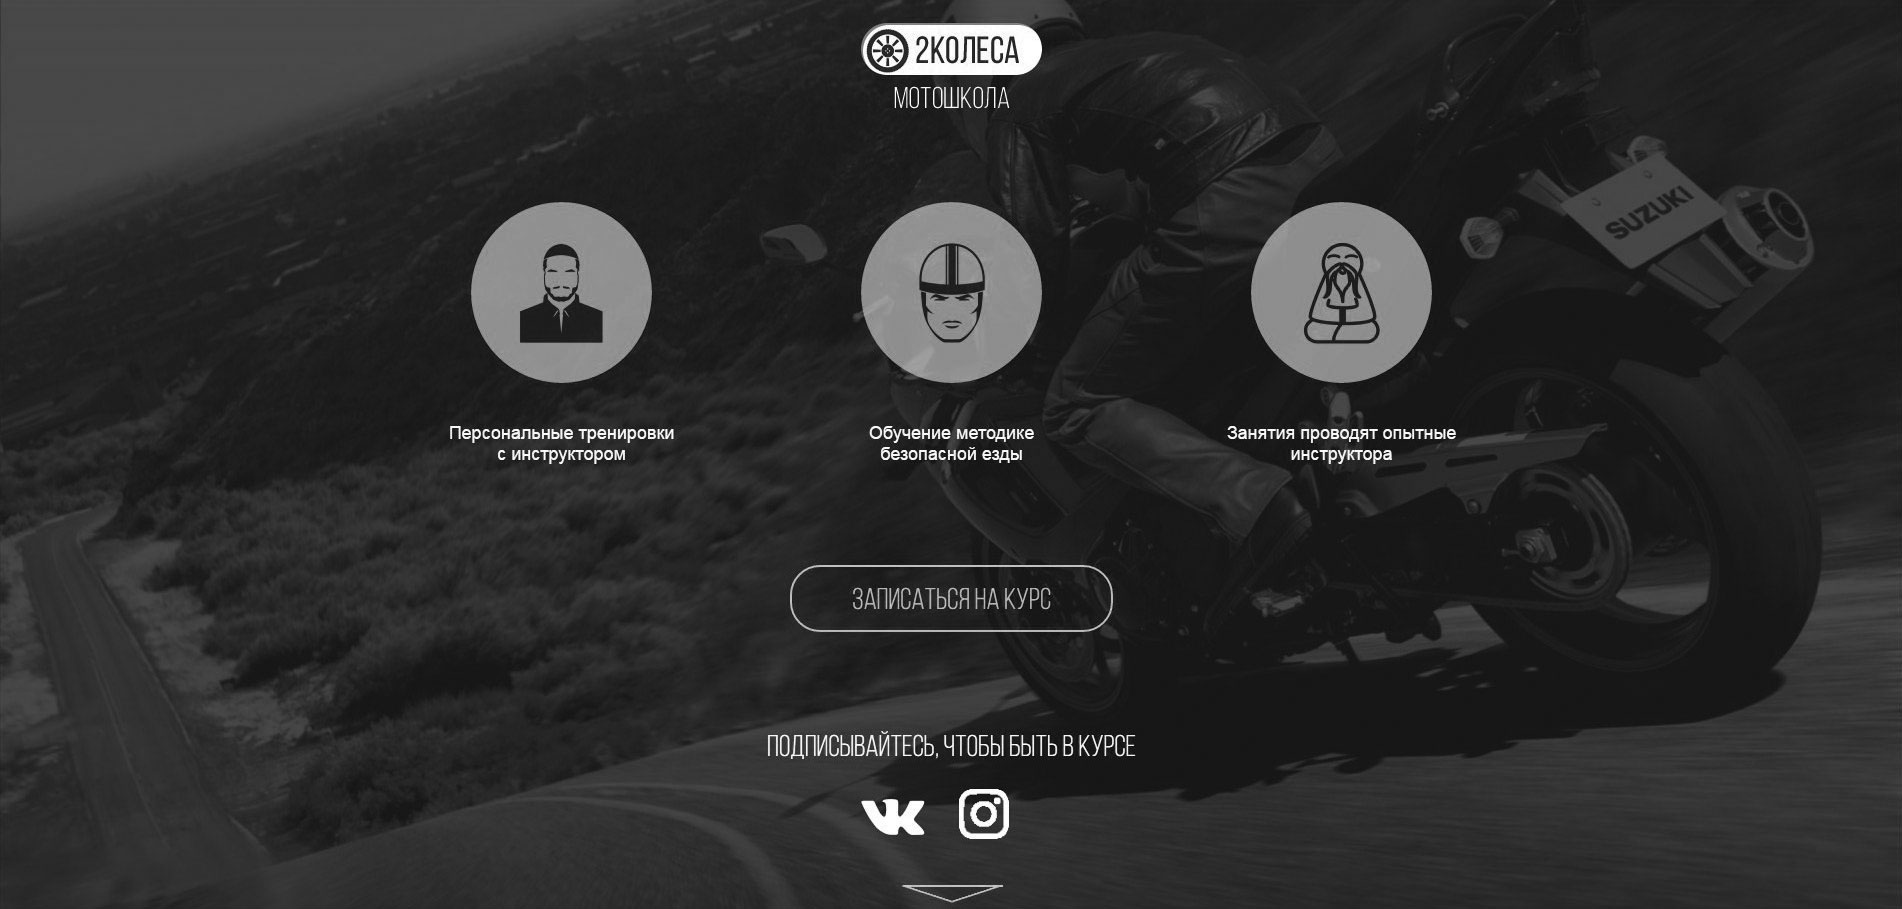 2КОЛЕСА
МОТОШКОЛА
SUZUKI
Персональные тренировки
с инструктором
Обучение методике
безопасной езды
Занятия проводят опытные
инструктора
ЗАПИСАТЬСЯ НА КУРС
ПОДПИСЫВАЙТЕСЬ, ЧТОБЫ БЫТЬ В КУРСЕ